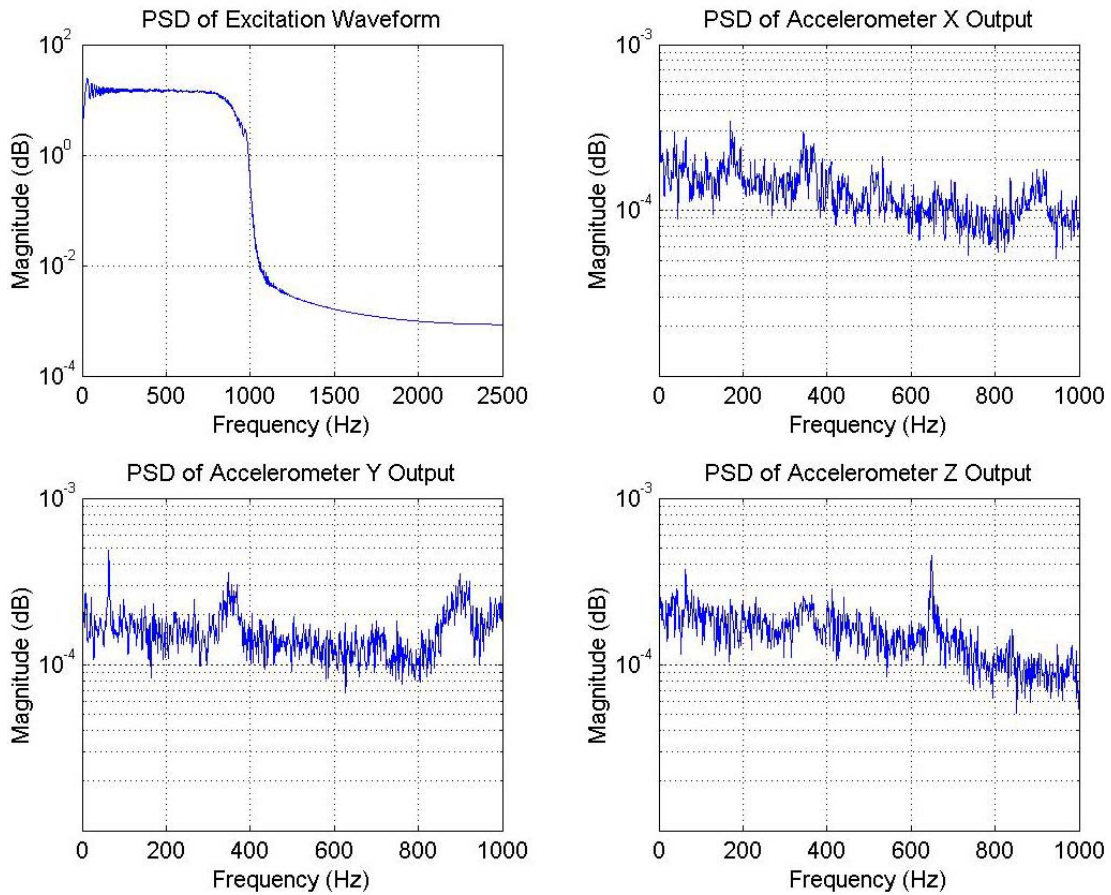 PSD of Excitation Waveform
10^2
10^0
10^-2
10^-4
Magnitude (dB)
0 500 1000 1500 2000 2500
Frequency (Hz)
PSD of Accelerometer X Output
10^-3
10^-4
Magnitude (dB)
0 200 400 600 800 1000
Frequency (Hz)
PSD of Accelerometer Y Output
10^-3
10^-4
Magnitude (dB)
0 200 400 600 800 1000
Frequency (Hz)
PSD of Accelerometer Z Output
10^-3
10^-4
Magnitude (dB)
0 200 400 600 800 1000
Frequency (Hz)